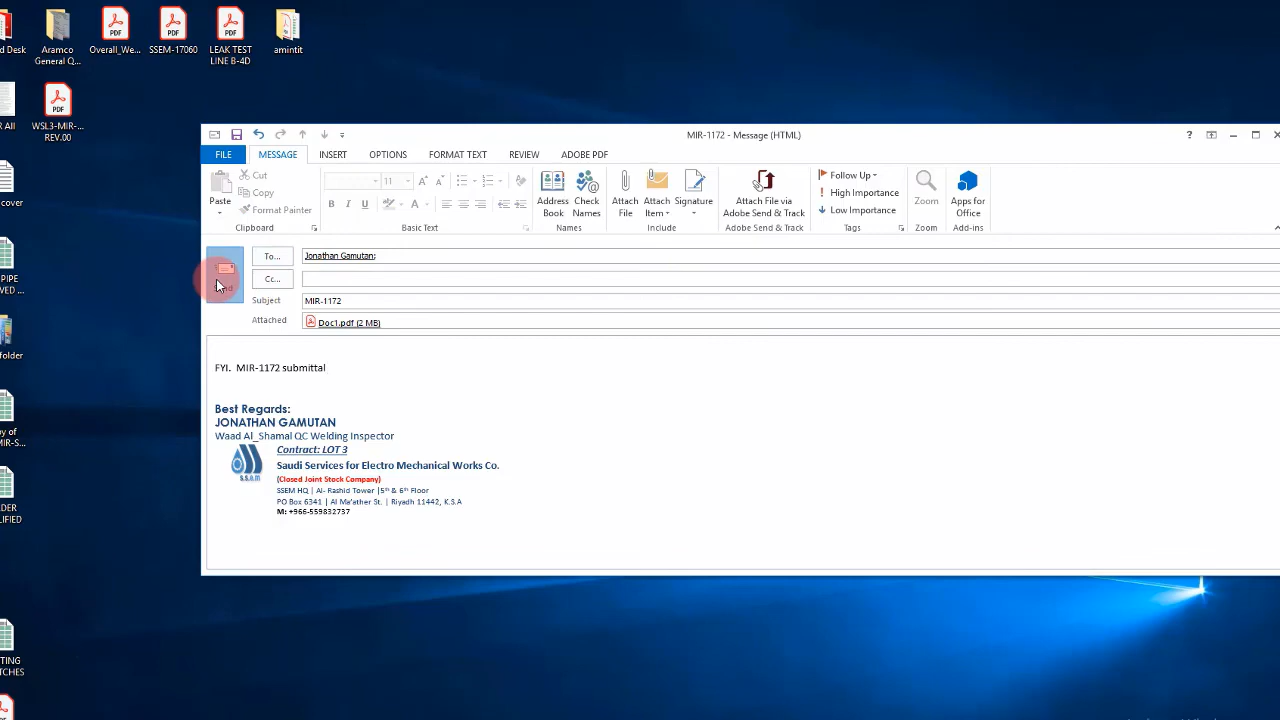 d Desk
Aramco
General Q...
Overall_We...
SSEM-17060
LEAK TEST
LINE B-4D
amintit
R All
WSL3-MIR-...
REV.00
cover
PIPE
VED ...
folder
py of
MIR-S...
DER
LIFIED
TING
TCHES
MIR-1172 - Message (HTML)
FILE
MESSAGE
INSERT
OPTIONS
FORMAT TEXT
REVIEW
ADOBE PDF
Paste
Cut
Copy
Format Painter
Clipboard
11
B I U
Basic Text
Address
Book
Check
Names
Names
Attach
File
Attach
Item
Signature
Include
Attach File via
Adobe Send & Track
Adobe Send & Track
Follow Up
High Importance
Low Importance
Tags
Zoom
Zoom
Apps for
Office
Add-ins
Send
To...
Jonathan Gamutan;
Cc...
Subject
MIR-1172
Attached
Doc1.pdf (2 MB)
FYI. MIR-1172 submittal
Best Regards:
JONATHAN GAMUTAN
Waad Al_Shamal QC Welding Inspector
Contract: LOT 3
s.s.e.m
Saudi Services for Electro Mechanical Works Co.
(Closed Joint Stock Company)
SSEM HQ | Al- Rashid Tower |5th & 6th Floor
PO Box 6341 | Al Ma'ather St. | Riyadh 11442, K.S.A
M: +966-559832737